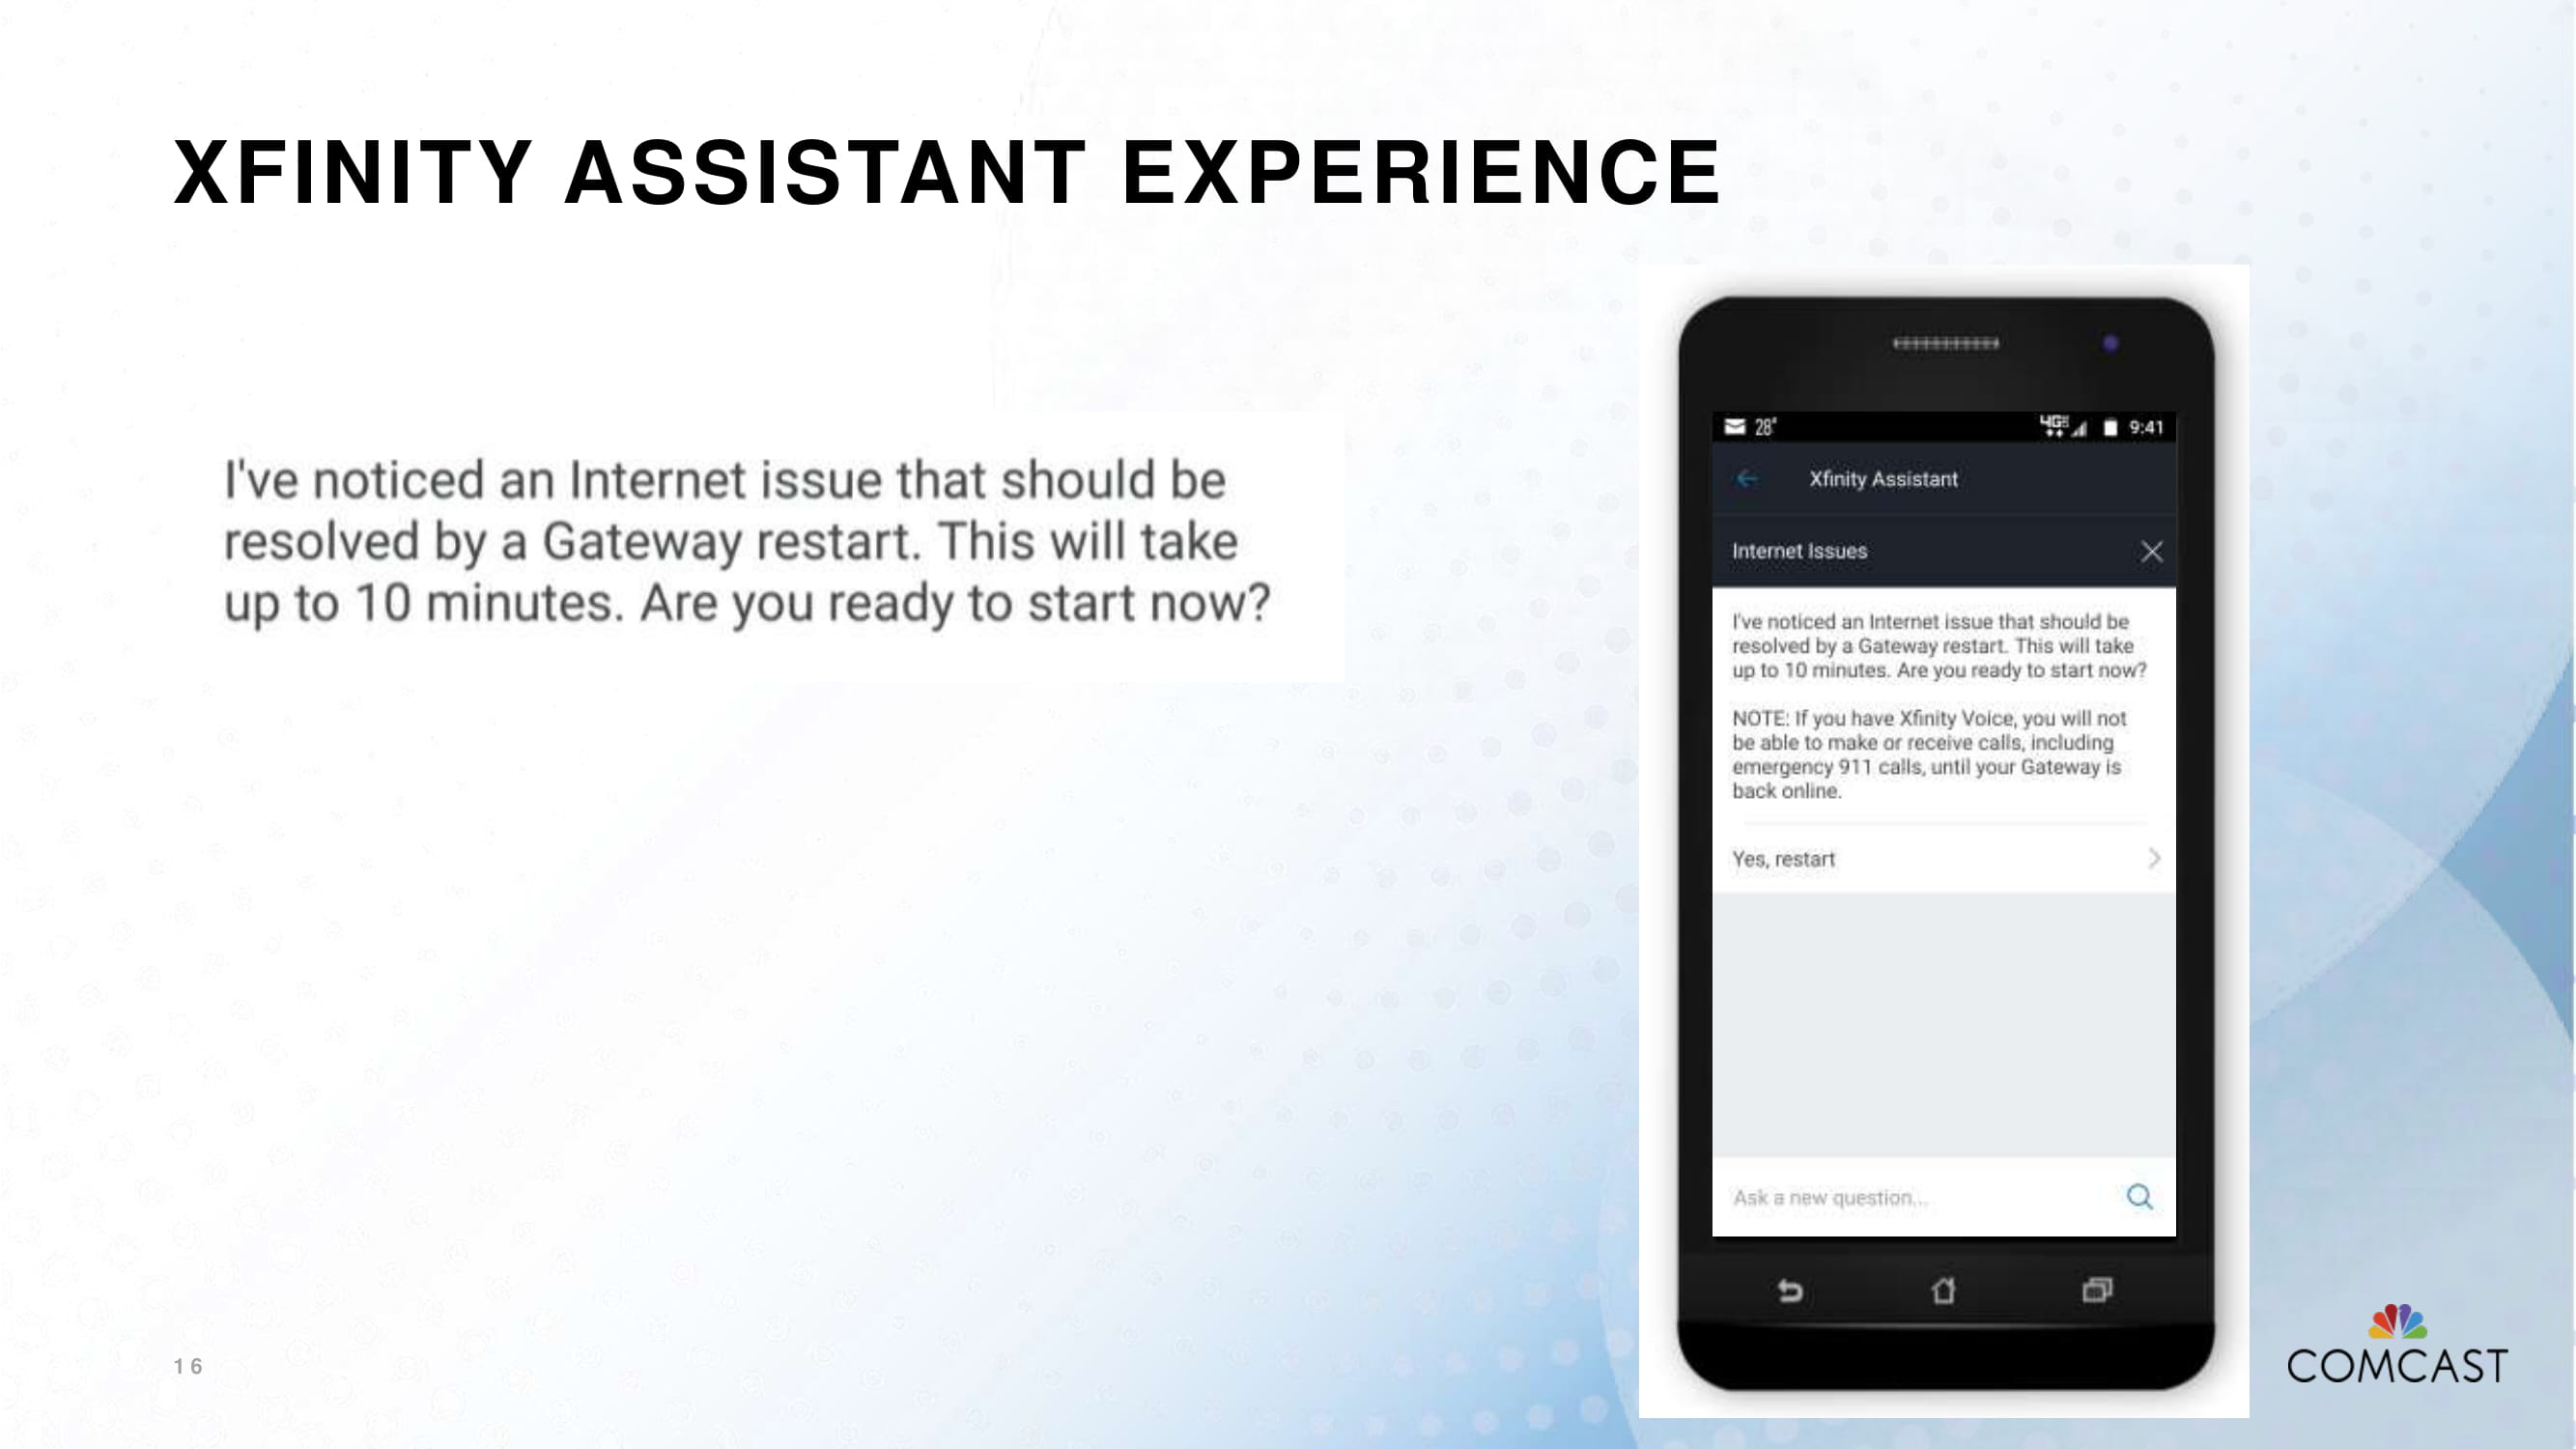 XFINITY ASSISTANT EXPERIENCE
I've noticed an Internet issue that should be
resolved by a Gateway restart. This will take
up to 10 minutes. Are you ready to start now?
28°
4G
9:41
Xfinity Assistant
Internet Issues
I've noticed an Internet issue that should be
resolved by a Gateway restart. This will take
up to 10 minutes. Are you ready to start now?
NOTE: If you have Xfinity Voice, you will not
be able to make or receive calls, including
emergency 911 calls, until your Gateway is
back online.
Yes, restart
Ask a new question...
16
COMCAST